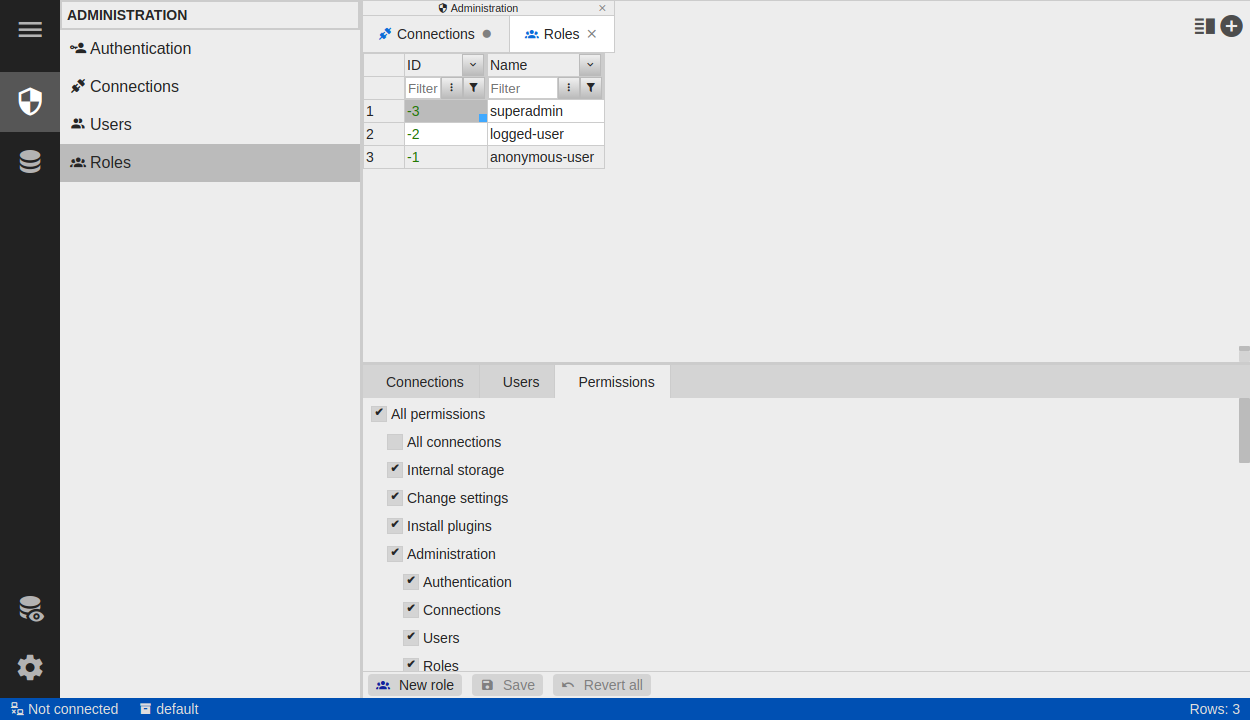 ADMINISTRATION
Authentication
Connections
Users
Roles
Administration
Connections
Roles
ID
Name
Filter
Filter
1 -3 superadmin
2 -2 logged-user
3 -1 anonymous-user
Connections
Users
Permissions
All permissions
All connections
Internal storage
Change settings
Install plugins
Administration
Authentication
Connections
Users
Roles
New role
Save
Revert all
Not connected
default
Rows: 3